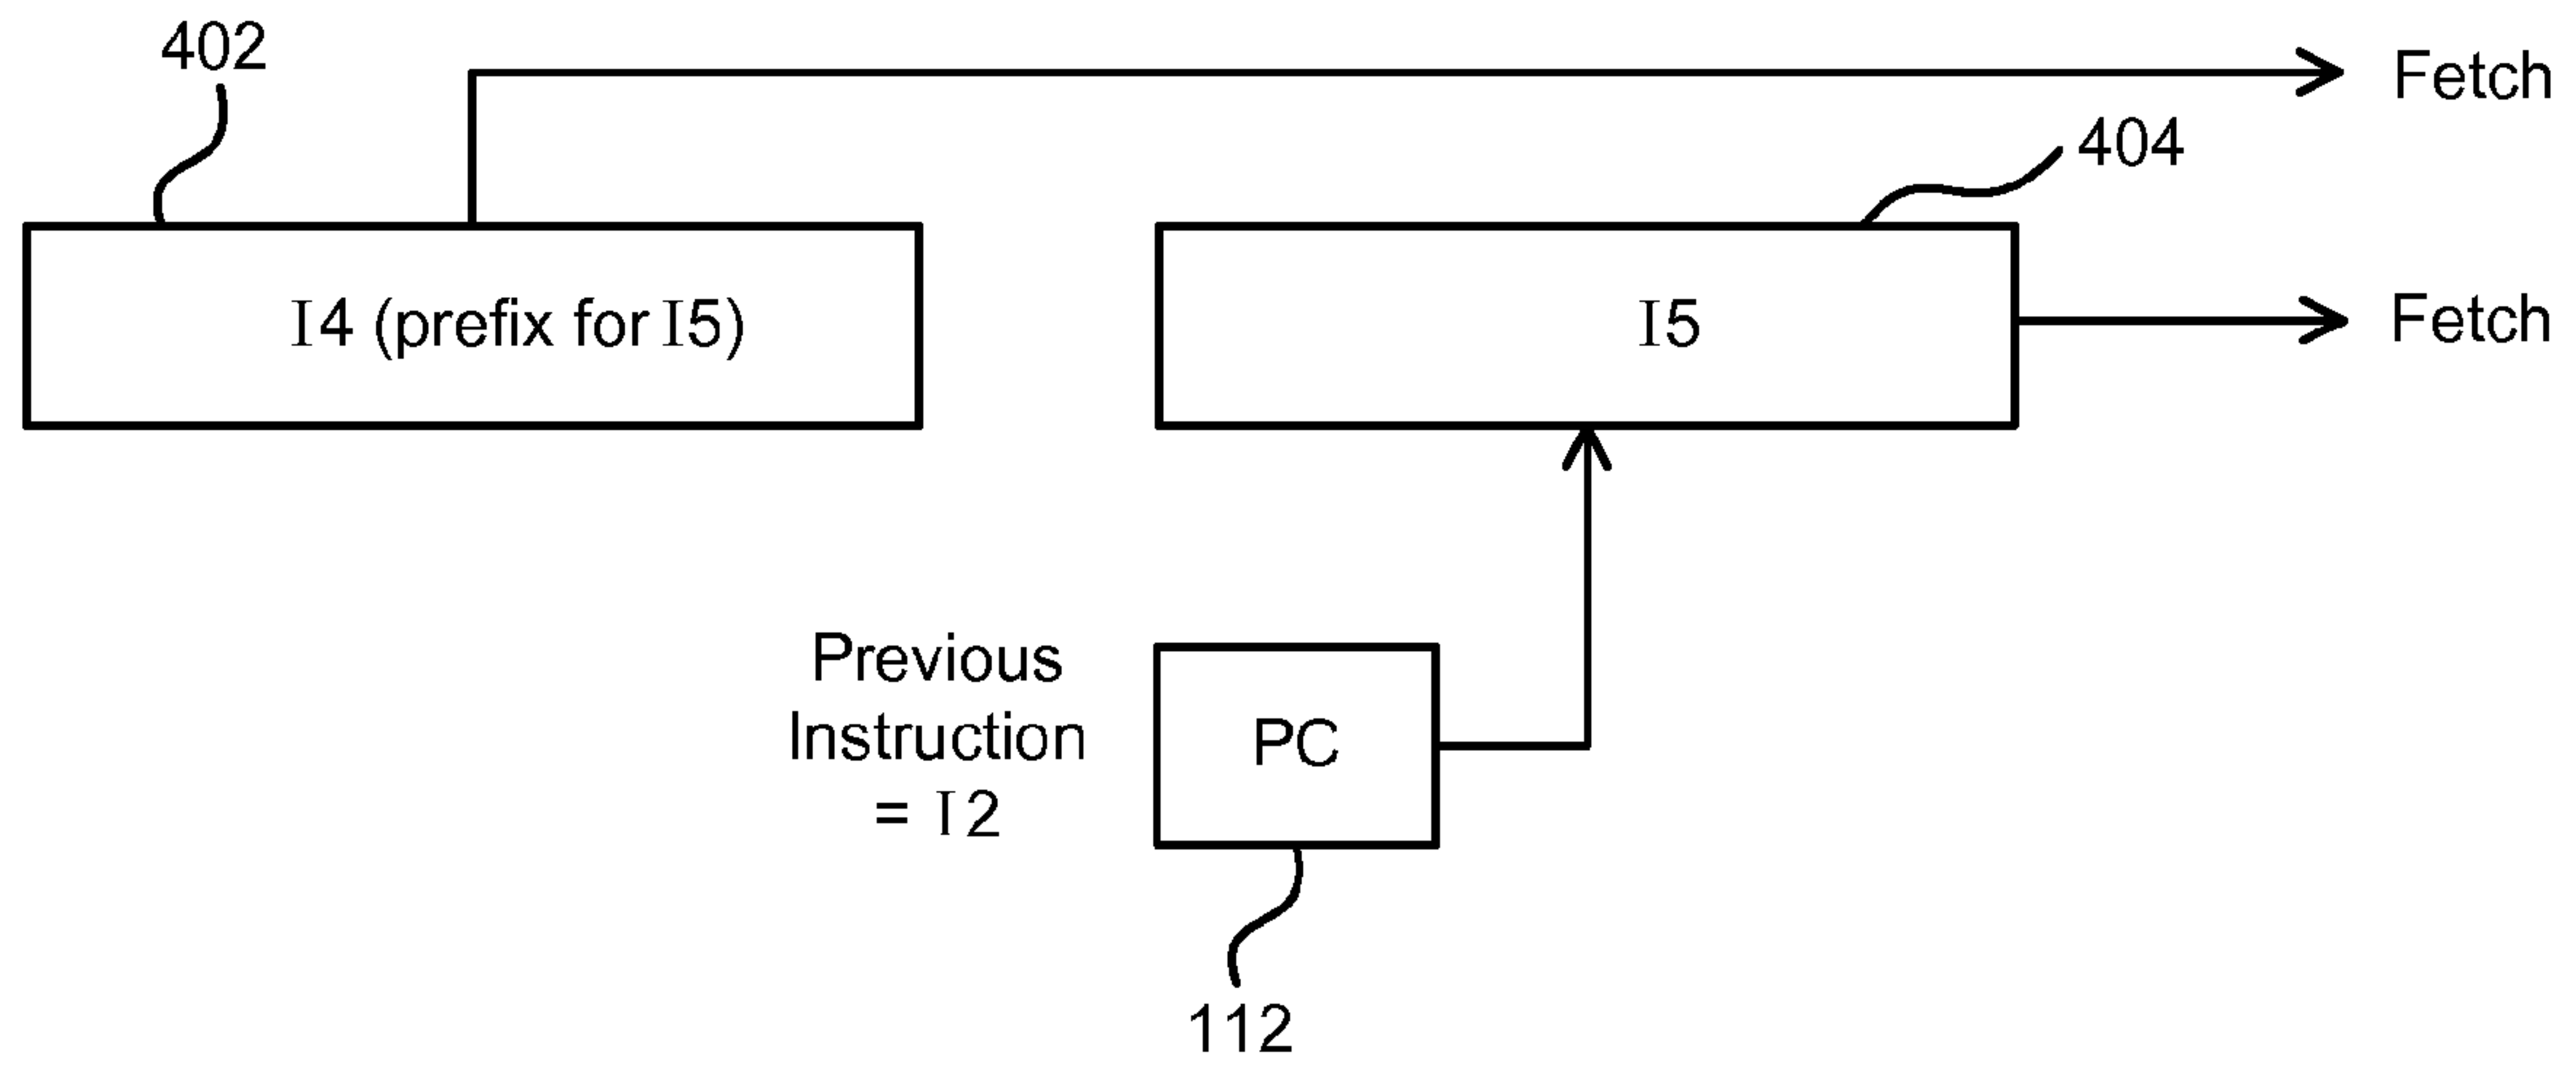 402
Fetch
404
I4 (prefix for I5)
I5
Fetch
Previous
Instruction
= I2
PC
112